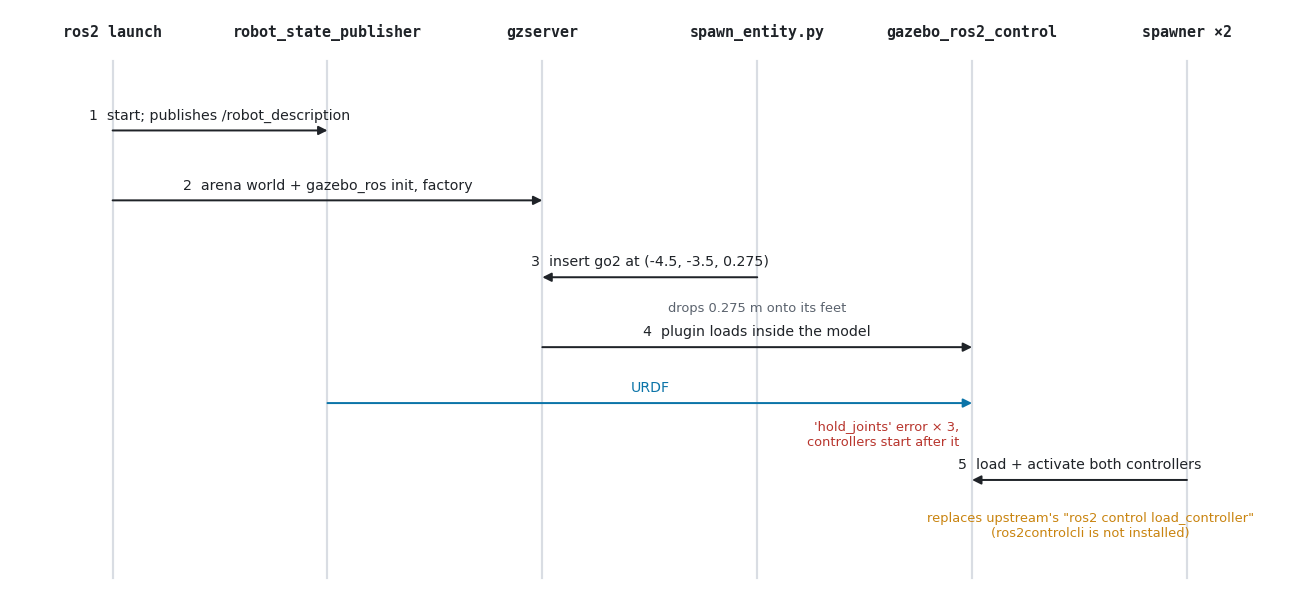 ros2 launch
robot_state_publisher
gzserver
spawn_entity.py
gazebo_ros2_control
spawner ×2
1 start; publishes /robot_description
2 arena world + gazebo_ros init, factory
3 insert go2 at (-4.5, -3.5, 0.275)
drops 0.275 m onto its feet
4 plugin loads inside the model
URDF
'hold_joints' error × 3,
controllers start after it
5 load + activate both controllers
replaces upstream's "ros2 control load_controller"
(ros2controlcli is not installed)